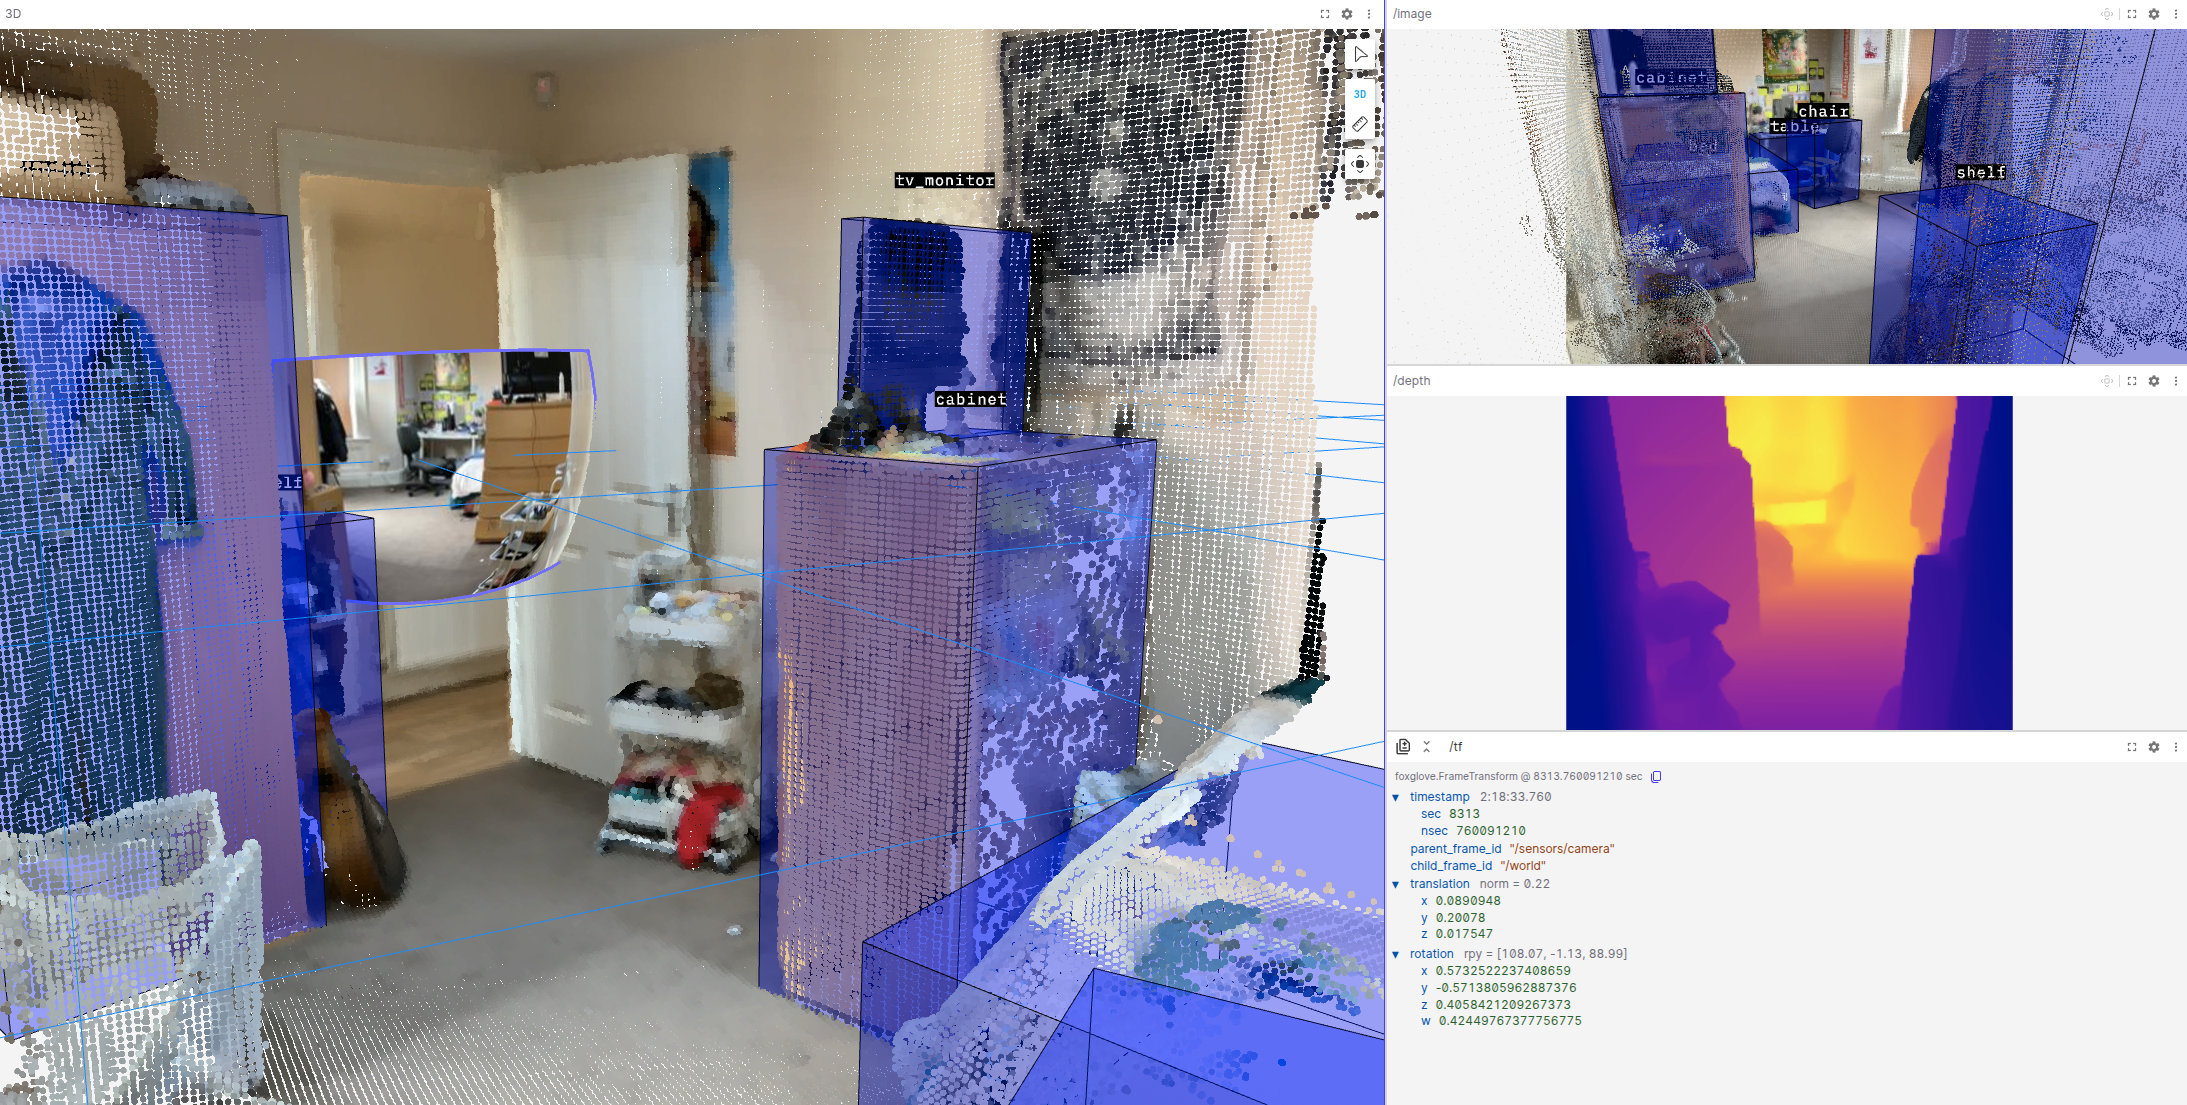 3D
3D
tv_monitor
cabinet
elf
/image
cabinet
chair
table
bed
shelf
/depth
/tf
foxglove.FrameTransform @ 8313.760091210 sec
timestamp 2:18:33.760
sec 8313
nsec 760091210
parent_frame_id "/sensors/camera"
child_frame_id "/world"
translation norm = 0.22
x 0.0890948
y 0.20078
z 0.017547
rotation rpy = [108.07, -1.13, 88.99]
x 0.5732522237408659
y -0.5713805962887376
z 0.4058421209267373
w 0.42449767377756775